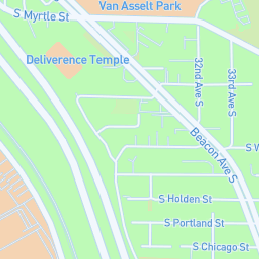 Van Asselt Park
S Myrtle St
Deliverence Temple
32nd Ave S
33rd Ave S
Beacon Ave S
S W
S Holden St
S Portland St
S Chicago St